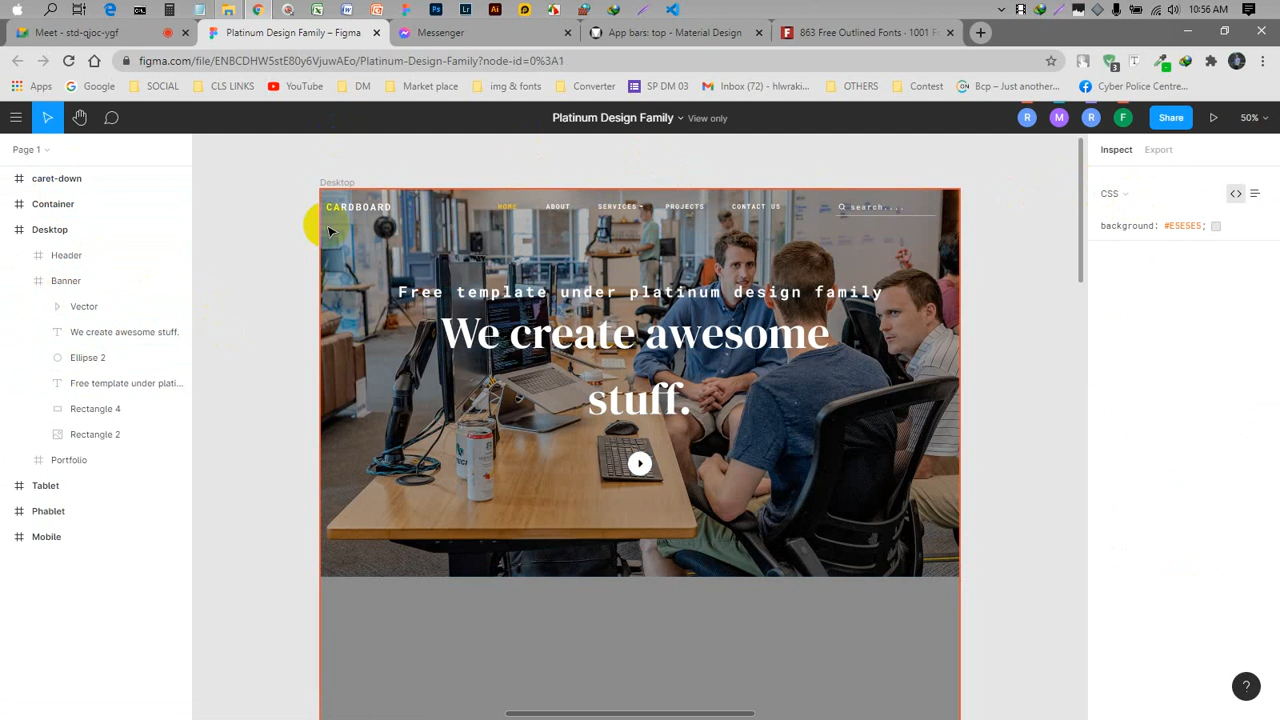 10:56 AM
Meet - std-qjoc-ygf
Platinum Design Family – Figma
Messenger
App bars: top - Material Design
863 Free Outlined Fonts · 1001 F
figma.com/file/ENBCDHW5stE80y6VjuwAEo/Platinum-Design-Family?node-id=0%3A1
Apps
Google
SOCIAL
CLS LINKS
YouTube
DM
Market place
img & fonts
Converter
SP DM 03
Inbox (72) - hlwraki...
OTHERS
Contest
Bcp – Just another...
Cyber Police Centre...
Platinum Design Family
View only
R
M
R
F
Share
50%
Page 1
Inspect
Export
caret-down
Container
Desktop
Header
Banner
Vector
We create awesome stuff.
Ellipse 2
Free template under plati...
Rectangle 4
Rectangle 2
Portfolio
Tablet
Phablet
Mobile
Desktop
CARDBOARD
HOME
ABOUT
SERVICES
PROJECTS
CONTACT US
search....
Free template under platinum design family
We create awesome
stuff.
CSS
background: #E5E5E5;
?